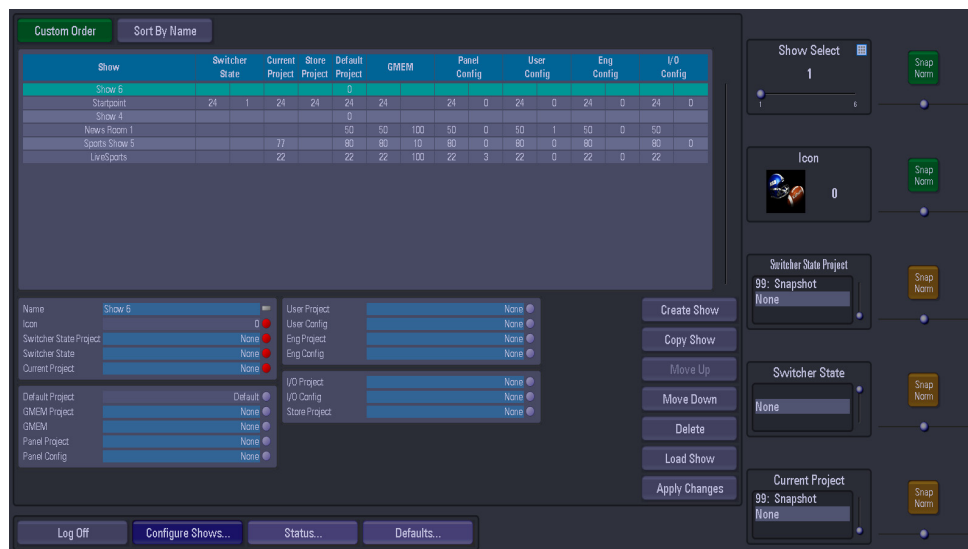 Custom Order Sort By Name
Show Switcher State Current Project Store Project Default Project GMEM Panel Config User Config Eng Config I/O Config
Show 6 0
Startpoint 24 1 24 24 24 24 24 0 24 0 24 0 24 0
Show 4 0
News Room 1 50 50 100 50 0 50 1 50 0 50
Sports Show 5 77 80 80 10 80 0 80 0 80 80 0
LiveSports 22 22 22 100 22 3 22 0 22 0 22
Name Show 6
Icon 0
Switcher State Project None
Switcher State None
Current Project None
Default Project Default
GMEM Project None
GMEM None
Panel Project None
Panel Config None
User Project None
User Config None
Eng Project None
Eng Config None
I/O Project None
I/O Config None
Store Project None
Create Show
Copy Show
Move Up
Move Down
Delete
Load Show
Apply Changes
Log Off Configure Shows... Status... Defaults...
Show Select
1
1 6
Snap Norm
Icon
0
Snap Norm
Switcher State Project
99: Snapshot
None
Snap Norm
Switcher State
None
Snap Norm
Current Project
99: Snapshot
None
Snap Norm